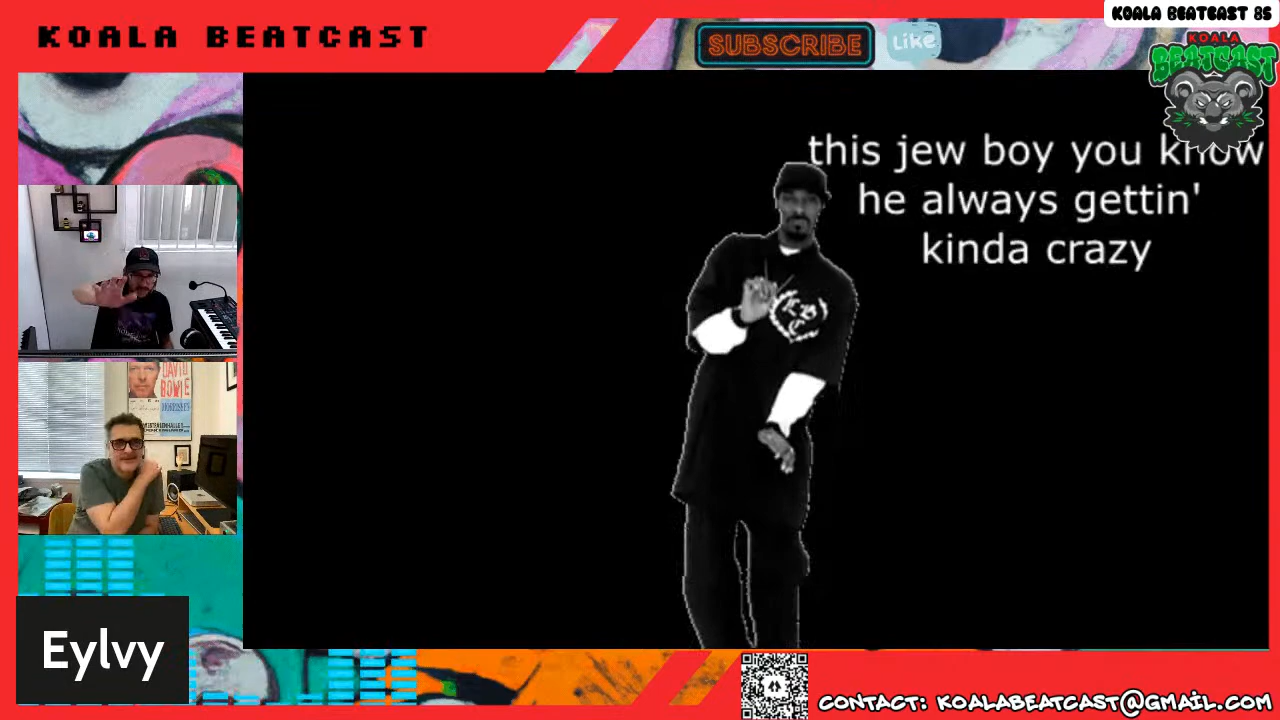 KOALA BEATCAST
SUBSCRIBE
Like
KOALA BEATCAST 85
KOALA
BEATCAST
this jew boy you know
he always gettin'
kinda crazy
DAVID
BOWIE
Eylvy
CONTACT: KOALABEATCAST@GMAIL.COM